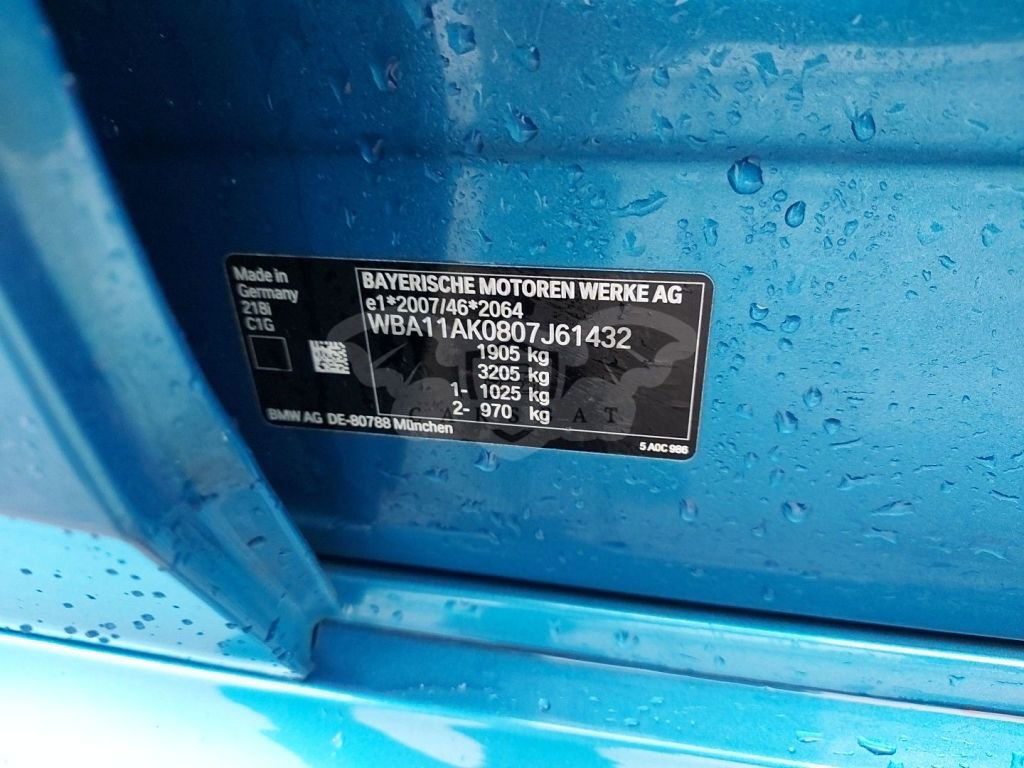 Made in
Germany
218i
C1G
BAYERISCHE MOTOREN WERKE AG
e1*2007/46*2064
WBA11AK0807J61432
1905 kg
3205 kg
1- 1025 kg
2- 970 kg
BMW AG DE-80788 München
5 A0C 986